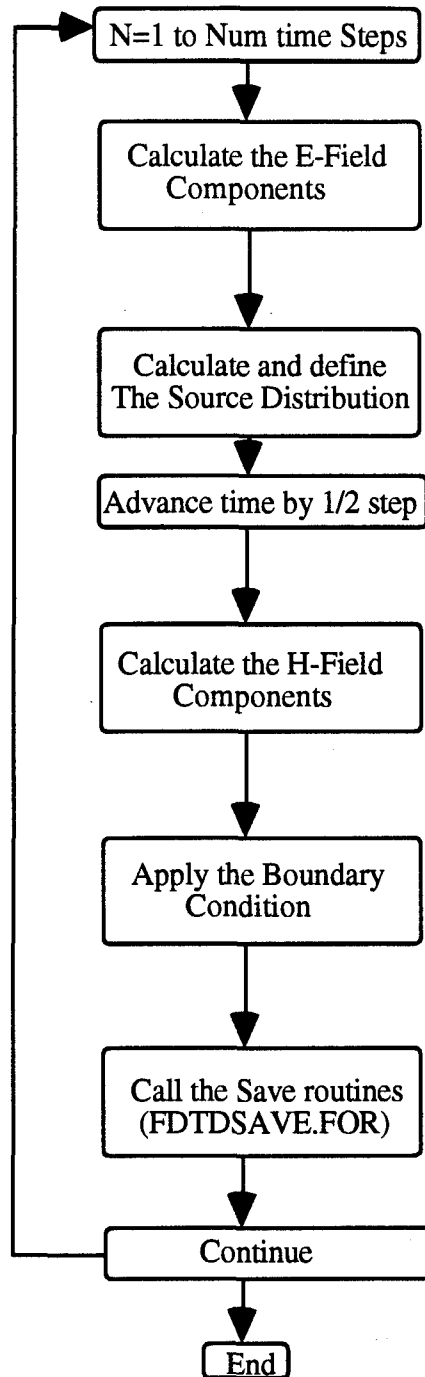 N=1 to Num time Steps
Calculate the E-Field
Components
Calculate and define
The Source Distribution
Advance time by 1/2 step
Calculate the H-Field
Components
Apply the Boundary
Condition
Call the Save routines
(FDTDSAVE.FOR)
Continue
End